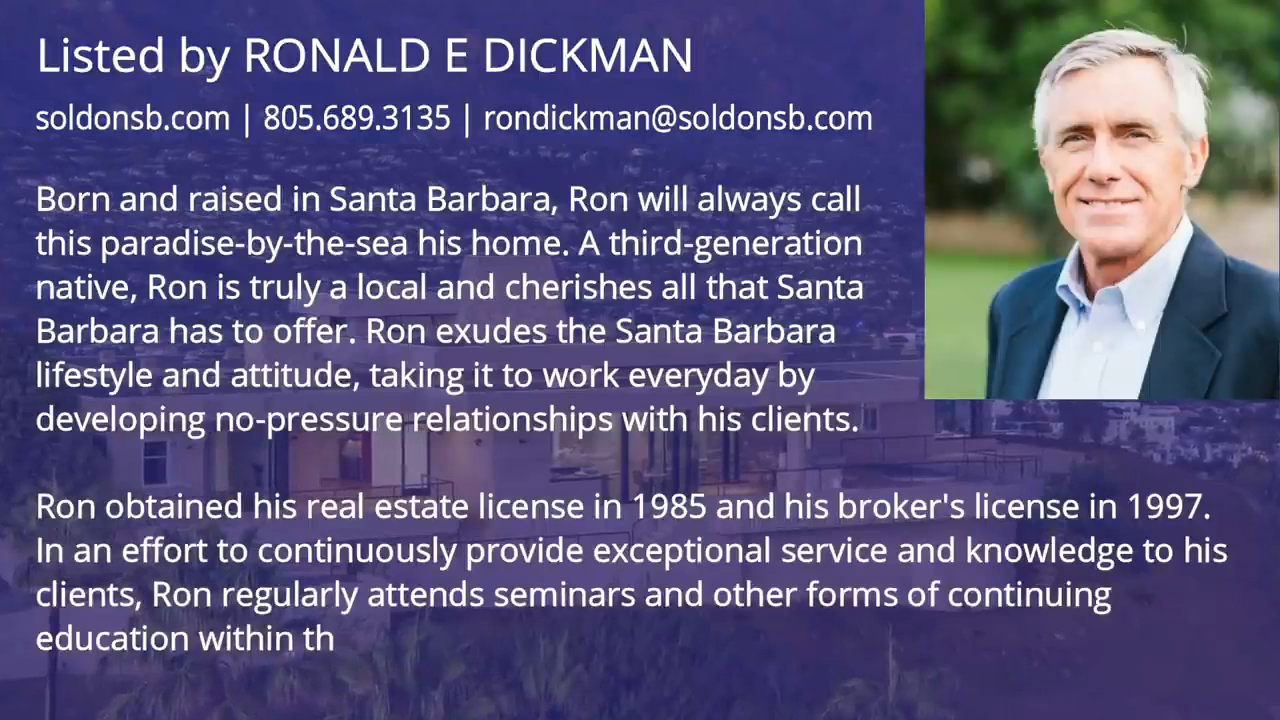 Listed by RONALD E DICKMAN
soldonsb.com | 805.689.3135 | rondickman@soldonsb.com
Born and raised in Santa Barbara, Ron will always call
this paradise-by-the-sea his home. A third-generation
native, Ron is truly a local and cherishes all that Santa
Barbara has to offer. Ron exudes the Santa Barbara
lifestyle and attitude, taking it to work everyday by
developing no-pressure relationships with his clients.
Ron obtained his real estate license in 1985 and his broker's license in 1997.
In an effort to continuously provide exceptional service and knowledge to his
clients, Ron regularly attends seminars and other forms of continuing
education within th